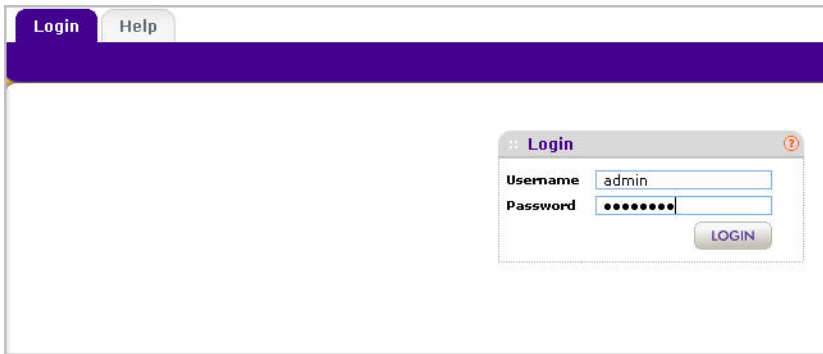 Login Help
Login ?
Username admin
Password ●●●●●●●●
LOGIN